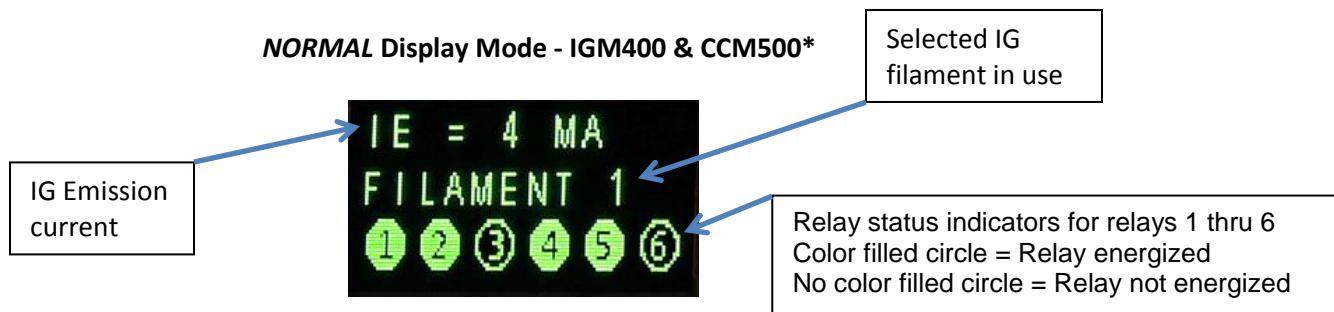 NORMAL Display Mode - IGM400 & CCM500*
Selected IG
filament in use
IE = 4 MA
FILAMENT 1
1 2 3 4 5 6
IG Emission
current
Relay status indicators for relays 1 thru 6
Color filled circle = Relay energized
No color filled circle = Relay not energized